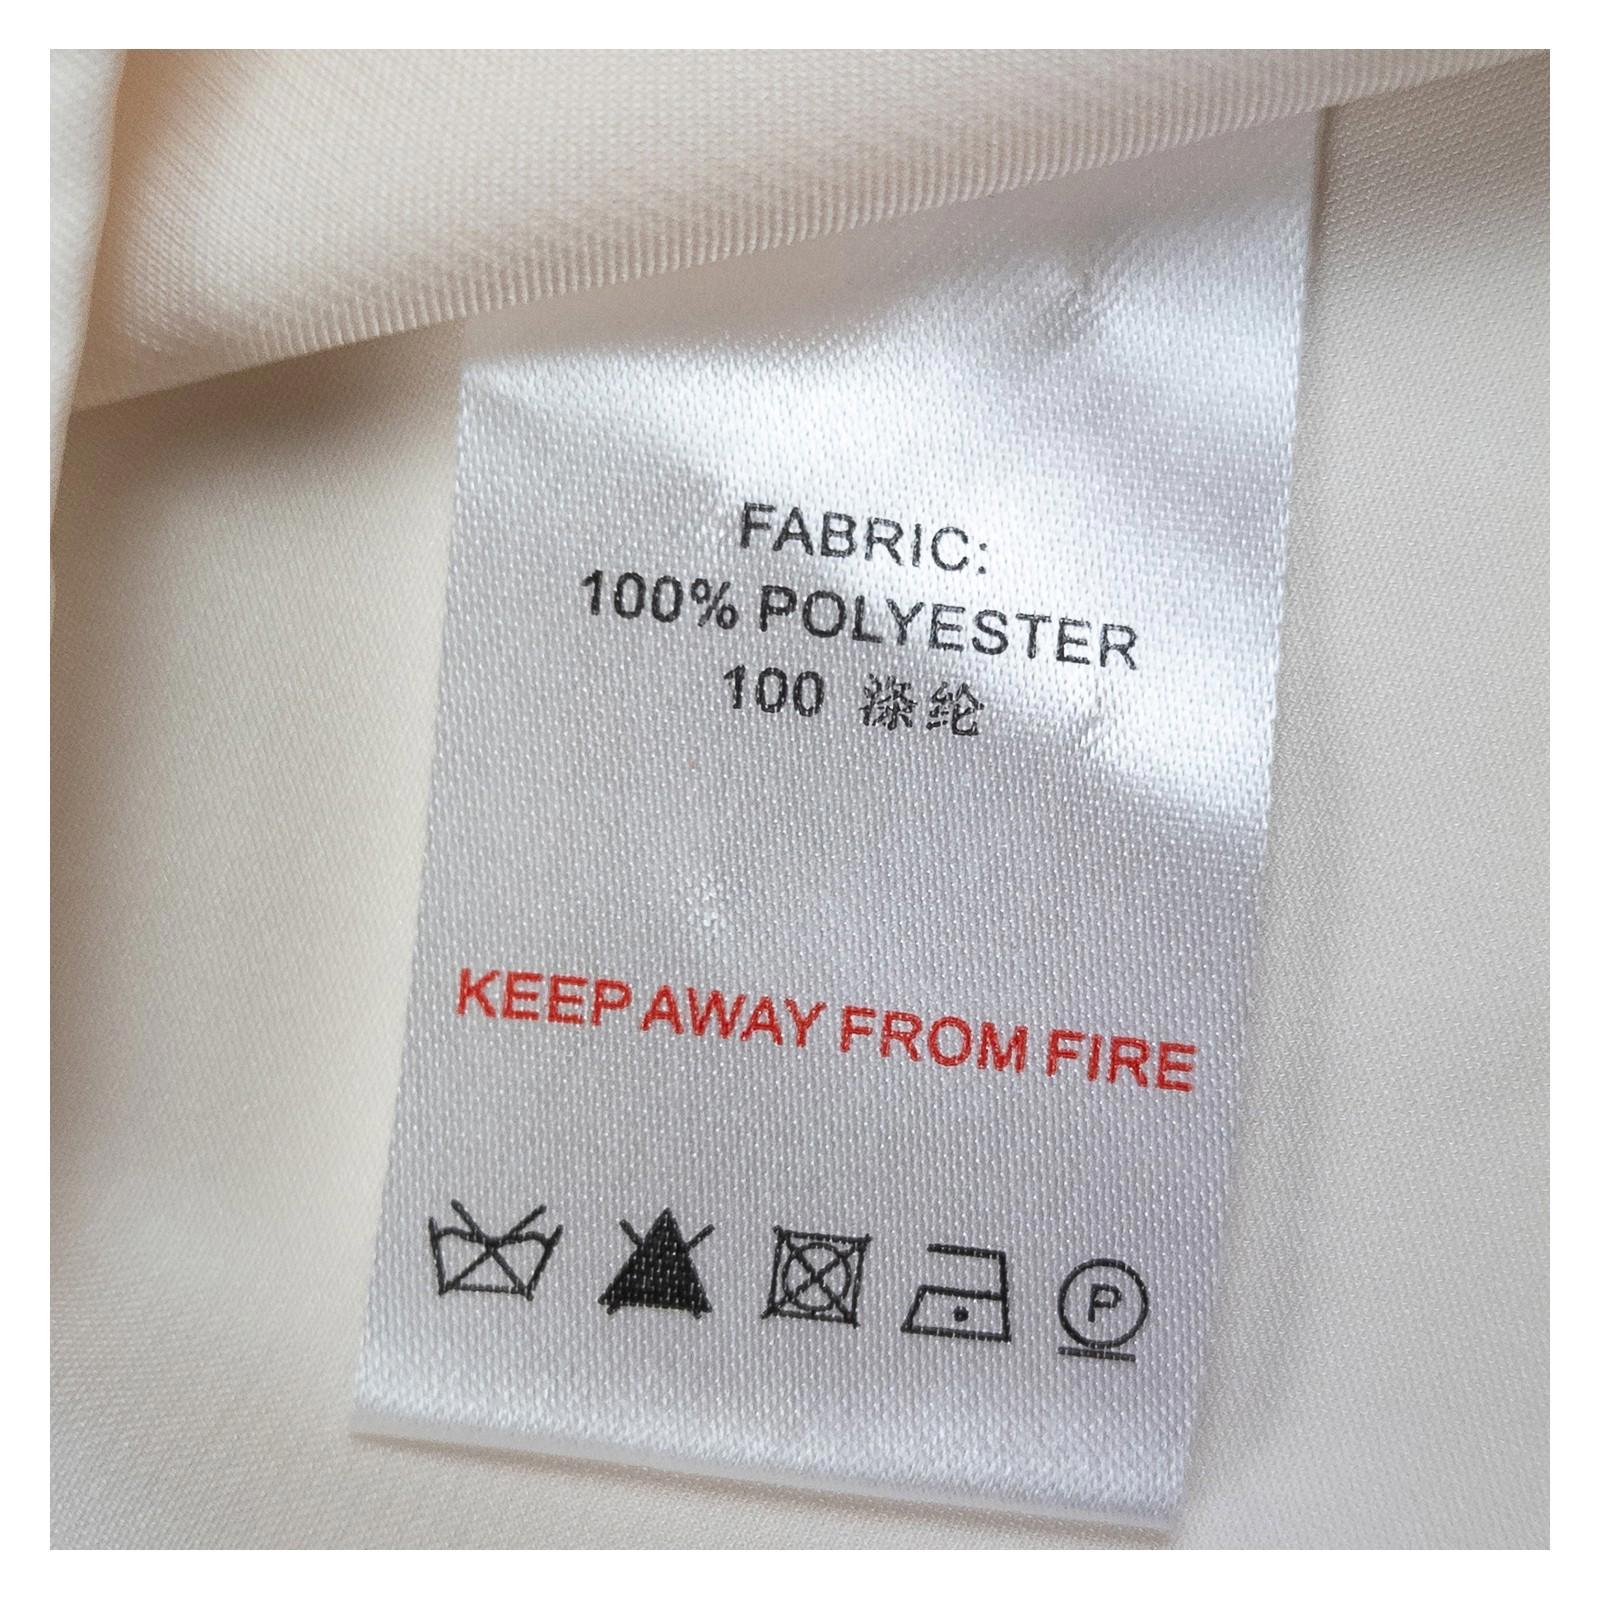 FABRIC:
100% POLYESTER
100 涤纶
KEEP AWAY FROM FIRE
P